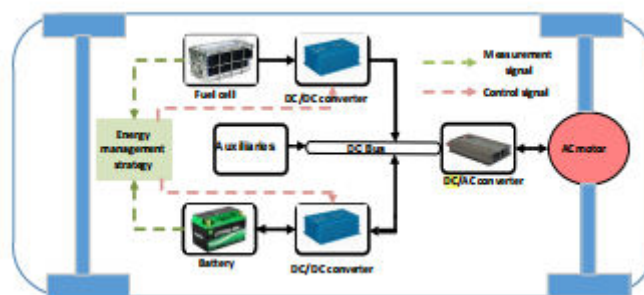 Fuel cell
DC/DC converter
Measurement
signal
Control signal
Energy
management
strategy
Auxiliaries
DC Bus
DC/AC converter
AC motor
Battery
DC/DC converter